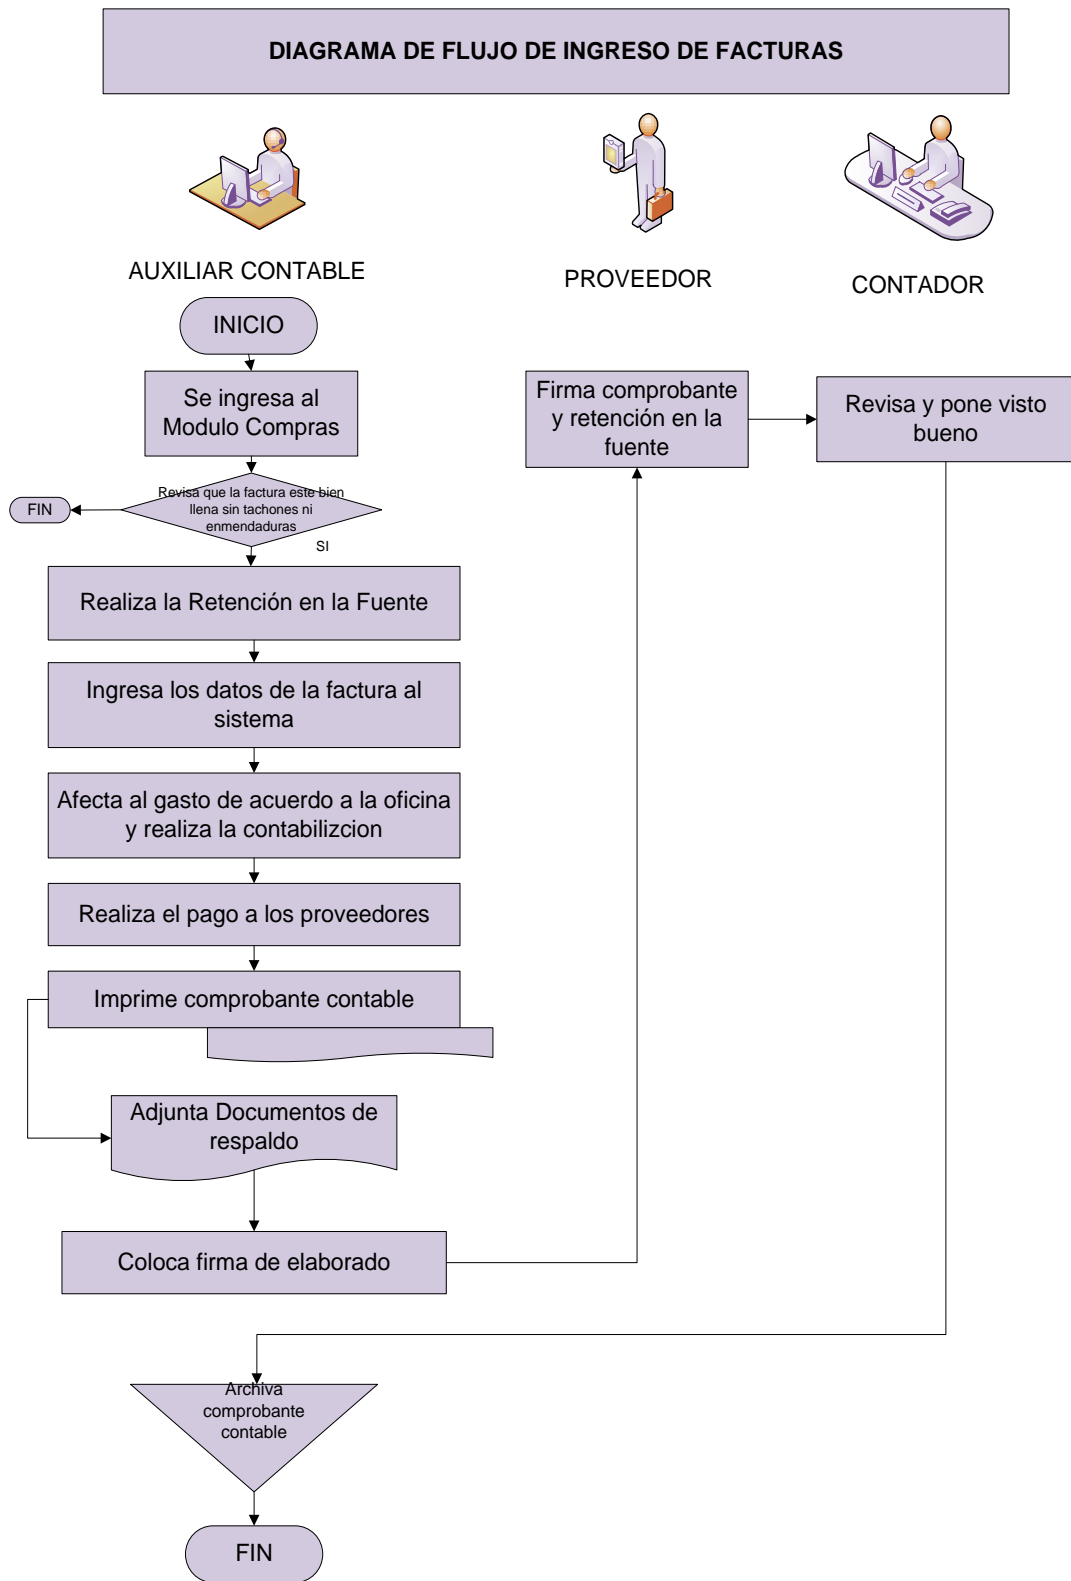 DIAGRAMA DE FLUJO DE INGRESO DE FACTURAS
AUXILIAR CONTABLE
PROVEEDOR
CONTADOR
INICIO
Se ingresa al
Modulo Compras
Revisa que la factura este bien
llena sin tachones ni
enmendaduras
FIN
SI
Realiza la Retención en la Fuente
Ingresa los datos de la factura al
sistema
Afecta al gasto de acuerdo a la oficina
y realiza la contabilizcion
Realiza el pago a los proveedores
Imprime comprobante contable
Adjunta Documentos de
respaldo
Coloca firma de elaborado
Firma comprobante
y retención en la
fuente
Revisa y pone visto
bueno
Archiva
comprobante
contable
FIN